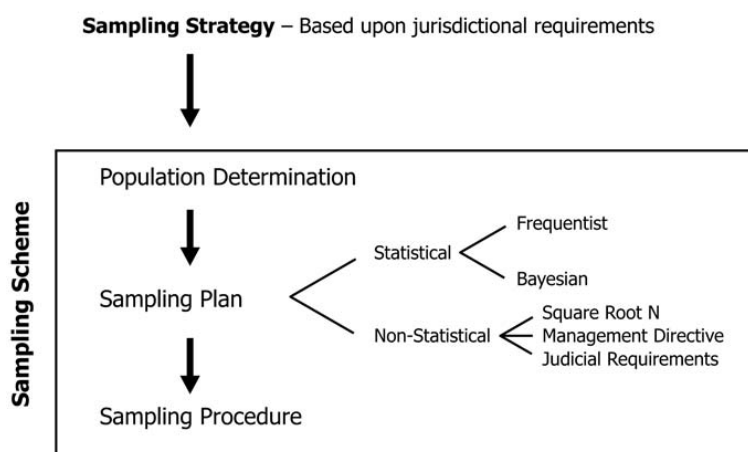 Sampling Strategy – Based upon jurisdictional requirements
Sampling Scheme
Population Determination
Sampling Plan
Statistical
Frequentist
Bayesian
Non-Statistical
Square Root N
Management Directive
Judicial Requirements
Sampling Procedure